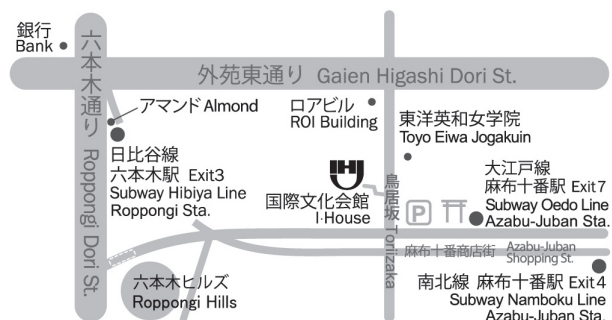 銀行
Bank
六本木通り Roppongi Dori St.
外苑東通り Gaien Higashi Dori St.
アマンド Almond
ロアビル
ROI Building
東洋英和女学院
Toyo Eiwa Jogakuin
日比谷線
六本木駅 Exit3
Subway Hibiya Line
Roppongi Sta.
IHJ
国際文化会館
I-House
鳥居坂 Toriizaka
P
大江戸線
麻布十番駅 Exit7
Subway Oedo Line
Azabu-Juban Sta.
麻布十番商店街
Azabu-Juban
Shopping St.
六本木ヒルズ
Roppongi Hills
南北線 麻布十番駅 Exit4
Subway Namboku Line
Azabu-Juban Sta.